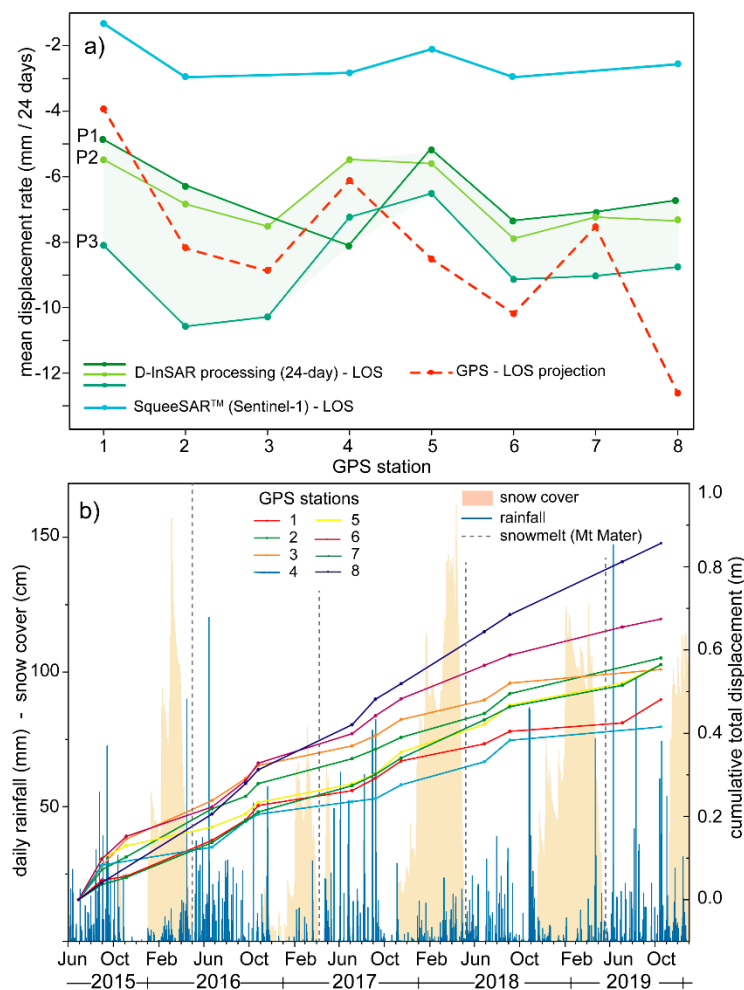 a)
mean displacement rate (mm / 24 days)
-2
-4
-6
-8
-10
-12
P1
P2
P3
D-InSAR processing (24-day) - LOS
GPS - LOS projection
SqueeSAR™ (Sentinel-1) - LOS
1 2 3 4 5 6 7 8
GPS station
b)
daily rainfall (mm) - snow cover (cm)
150
100
50
GPS stations
1 5
2 6
3 7
4 8
snow cover
rainfall
snowmelt (Mt Mater)
1.0
0.8
0.6
0.4
0.2
0.0
cumulative total displacement (m)
Jun Oct Feb Jun Oct Feb Jun Oct Feb Jun Oct Feb Jun Oct
2015 2016 2017 2018 2019